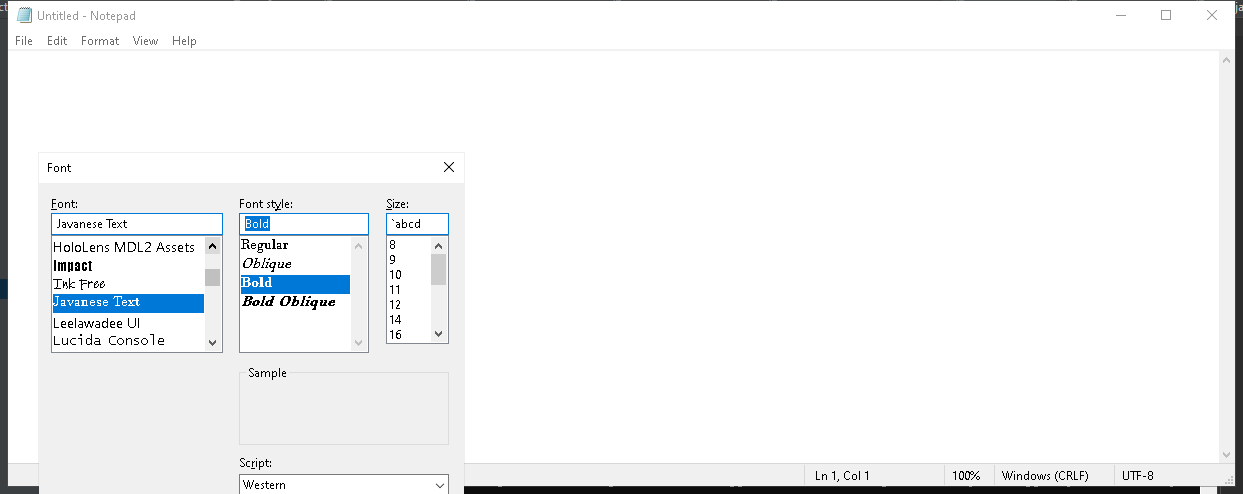 Untitled - Notepad
File Edit Format View Help
Font
Font: Font style: Size:
Javanese Text Bold `abcd
HoloLens MDL2 Assets
Impact
Ink Free
Javanese Text
Leelawadee UI
Lucida Console
Regular
Oblique
Bold
Bold Oblique
8
9
10
11
12
14
16
Sample
Script:
Western
Ln 1, Col 1 100% Windows (CRLF) UTF-8